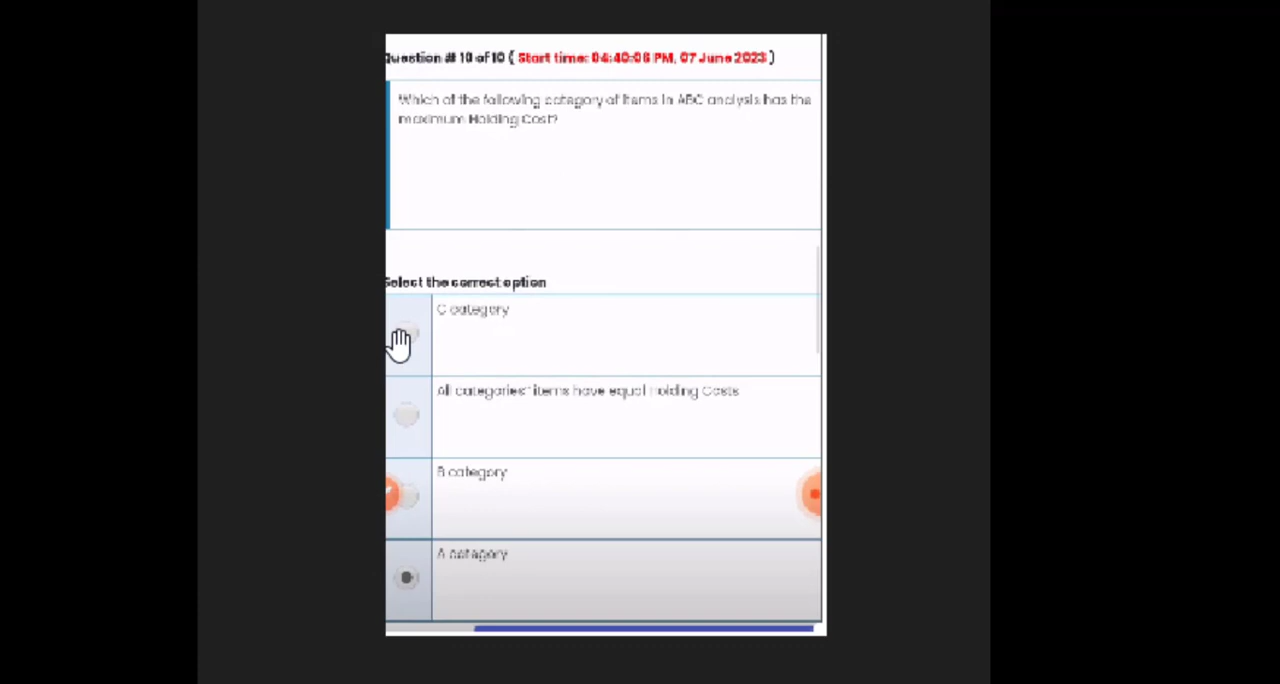 Question # 10 of 10 ( Start time: 04:40:06 PM, 07 June 2023 )
Which of the following category of items in ABC analysis has the
maximum Holding Cost?
Select the correct option
C category
All categories' items have equal Holding Costs
B category
A category